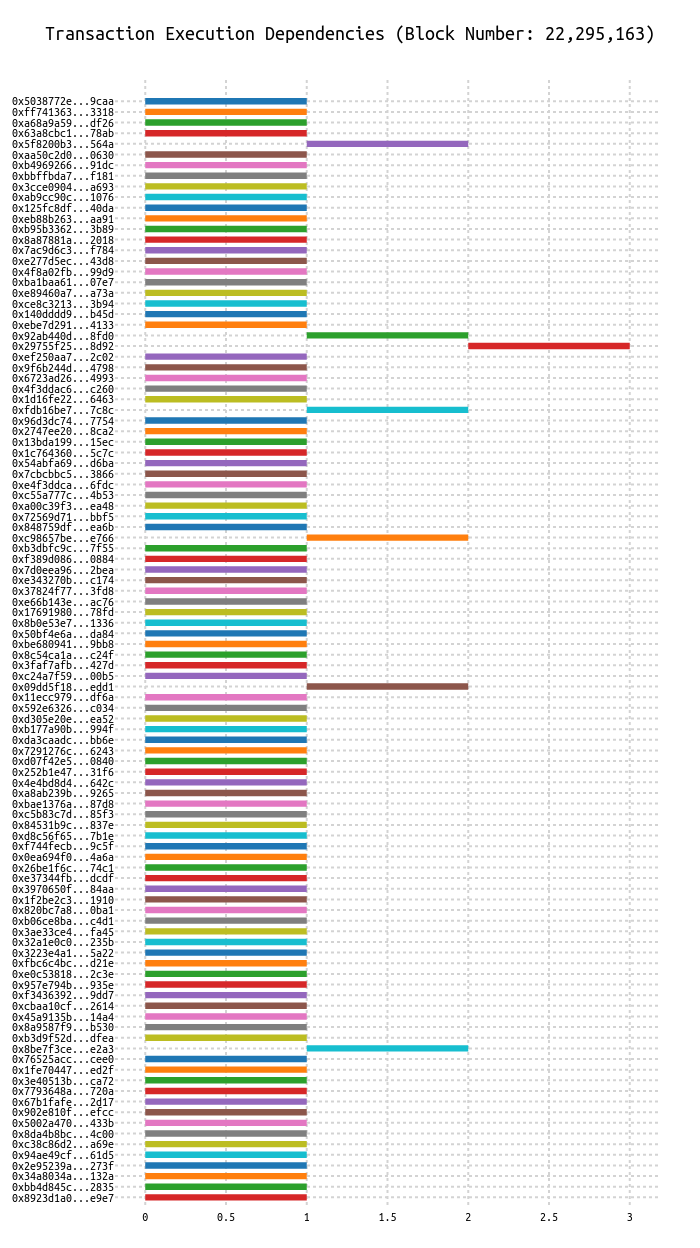 Transaction Execution Dependencies (Block Number: 22,295,163)
0x5038772e...9caa
0xff741363...3318
0xa68a9a59...df26
0x63a8cbc1...78ab
0x5f8200b3...564a
0xaa50c2d0...0630
0xb4969266...91dc
0xbbffbda7...f181
0x3cce0904...a693
0xab9cc90c...1076
0x125fc8df...40da
0xeb88b263...aa91
0xb95b3362...3b89
0x8a87881a...2018
0x7ac9d6c3...f784
0xe277d5ec...43d8
0x4f8a02fb...99d9
0xba1baa61...07e7
0xe89460a7...a73a
0xce8c3213...3b94
0x140dddd9...b45d
0xebe7d291...4133
0x92ab440d...8fd0
0x29755f25...8d92
0xef250aa7...2c02
0x9f6b244d...4798
0x6723ad26...4993
0x4f3ddac6...c260
0x1d16fe22...6463
0xfdb16be7...7c8c
0x96d3dc74...7754
0x2747ee20...8ca2
0x13bda199...15ec
0x1c764360...5c7c
0x54abfa69...d6ba
0x7cbcbbc5...3866
0xe4f3ddca...6fdc
0xc55a777c...4b53
0xa00c39f3...ea48
0x72569d71...bbf5
0x848759df...ea6b
0xc98657be...e766
0xb3dbfc9c...7f55
0xf389d086...0884
0x7d0eea96...2bea
0xe343270b...c174
0x37824f77...3fd8
0xe66b143e...ac76
0x17691980...78fd
0x8b0e53e7...1336
0x50bf4e6a...da84
0xbe680941...9bb8
0x8c54ca1a...c24f
0x3faf7afb...427d
0xc24a7f59...00b5
0x09dd5f18...edd1
0x11ecc979...df6a
0x592e6326...c034
0xd305e20e...ea52
0xb177a90b...994f
0xda3caadc...bb6e
0x7291276c...6243
0xd07f42e5...0840
0x252b1e47...31f6
0x4e4bd8d4...642c
0xa8ab239b...9265
0xbae1376a...87d8
0xc5b83c7d...85f3
0x84531b9c...837e
0xd8c56f65...7b1e
0xf744fecb...9c5f
0x0ea694f0...4a6a
0x26be1f6c...74c1
0xe37344fb...dcdf
0x3970650f...84aa
0x1f2be2c3...1910
0x820bc7a8...0ba1
0xb06ce8ba...c4d1
0x3ae33ce4...fa45
0x32a1e0c0...235b
0x3223e4a1...5a22
0xfbc6c4bc...d21e
0xe0c53818...2c3e
0x957e794b...935e
0xf3436392...9dd7
0xcbaa10cf...2614
0x45a9135b...14a4
0x8a9587f9...b530
0xb3d9f52d...dfea
0x8be7f3ce...e2a3
0x76525acc...cee0
0x1fe70447...ed2f
0x3e40513b...ca72
0x7793648a...720a
0x67b1fafe...2d17
0x902e810f...efcc
0x5002a470...433b
0x8da4b8bc...4c00
0xc38c86d2...a69e
0x94ae49cf...61d5
0x2e95239a...273f
0x34a8034a...132a
0xbb4d845c...2835
0x8923d1a0...e9e7
0 0.5 1 1.5 2 2.5 3